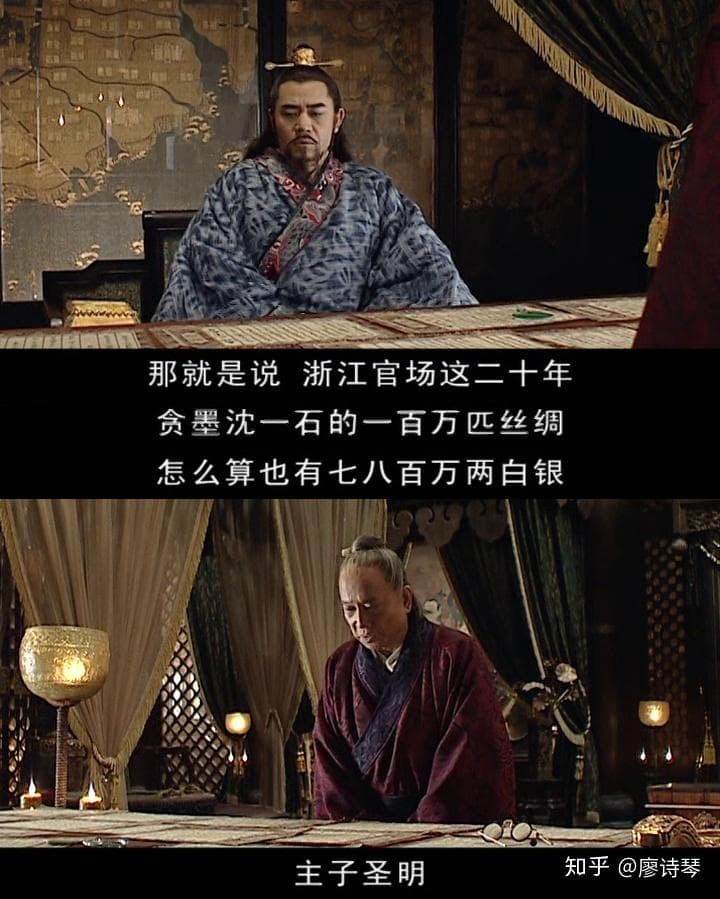 那就是说 浙江官场这二十年
贪墨沈一石的一百万匹丝绸
怎么算也有七八百万两白银
主子圣明
知乎 @廖诗琴